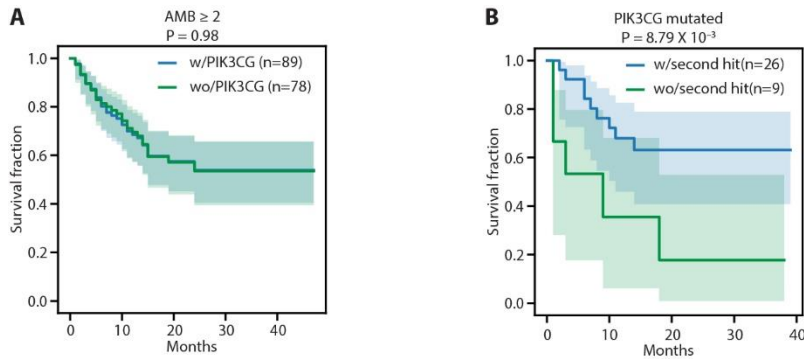 A
AMB ≥ 2
P = 0.98
w/PIK3CG (n=89)
wo/PIK3CG (n=78)
Survival fraction
1.0
0.8
0.6
0.4
0.2
0.0
0 10 20 30 40
Months
B
PIK3CG mutated
P = 8.79 X 10⁻³
w/second hit(n=26)
wo/second hit(n=9)
Survival fraction
1.0
0.8
0.6
0.4
0.2
0.0
0 10 20 30 40
Months